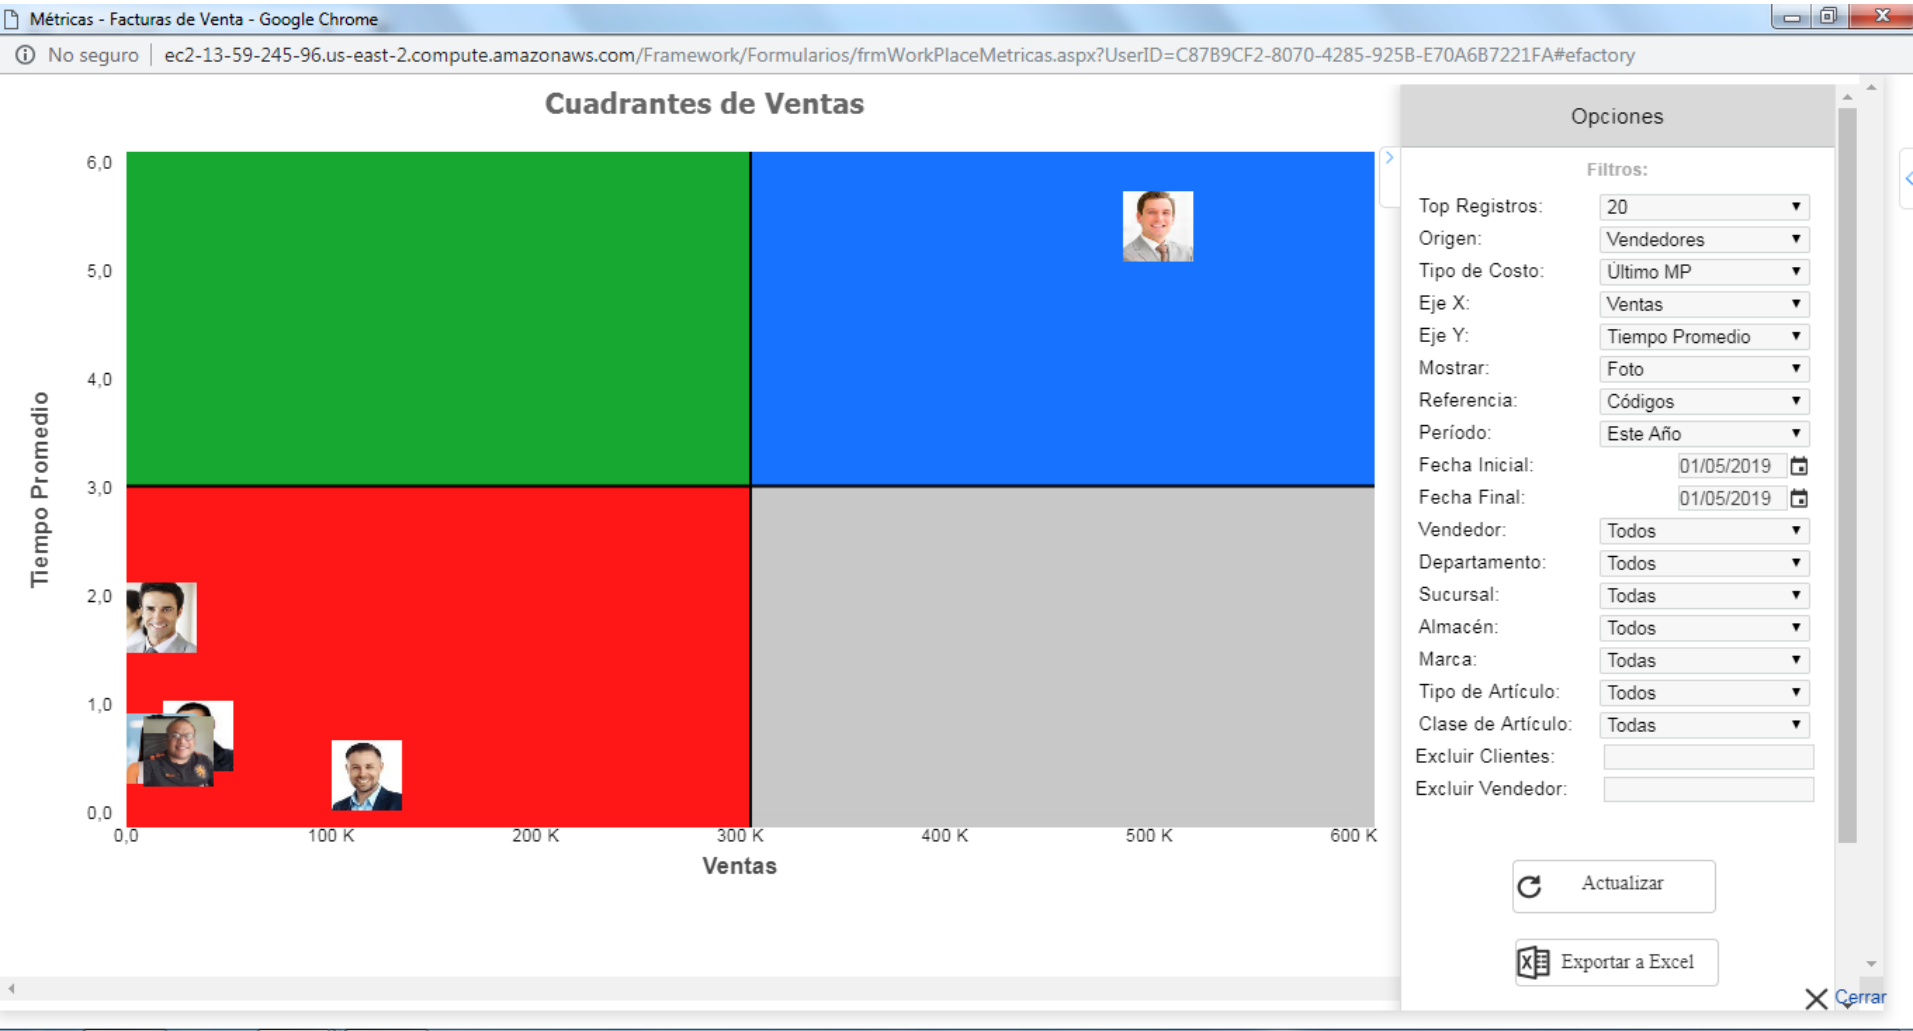 Métricas - Facturas de Venta - Google Chrome
No seguro | ec2-13-59-245-96.us-east-2.compute.amazonaws.com/Framework/Formularios/frmWorkPlaceMetricas.aspx?UserID=C87B9CF2-8070-4285-925B-E70A6B7221FA#efactory
Cuadrantes de Ventas
Tiempo Promedio
6,0
5,0
4,0
3,0
2,0
1,0
0,0
0,0 100 K 200 K 300 K 400 K 500 K 600 K
Ventas
Opciones
Filtros:
Top Registros: 20
Origen: Vendedores
Tipo de Costo: Último MP
Eje X: Ventas
Eje Y: Tiempo Promedio
Mostrar: Foto
Referencia: Códigos
Período: Este Año
Fecha Inicial: 01/05/2019
Fecha Final: 01/05/2019
Vendedor: Todos
Departamento: Todos
Sucursal: Todas
Almacén: Todos
Marca: Todas
Tipo de Artículo: Todos
Clase de Artículo: Todas
Excluir Clientes:
Excluir Vendedor:
Actualizar
Exportar a Excel
Cerrar